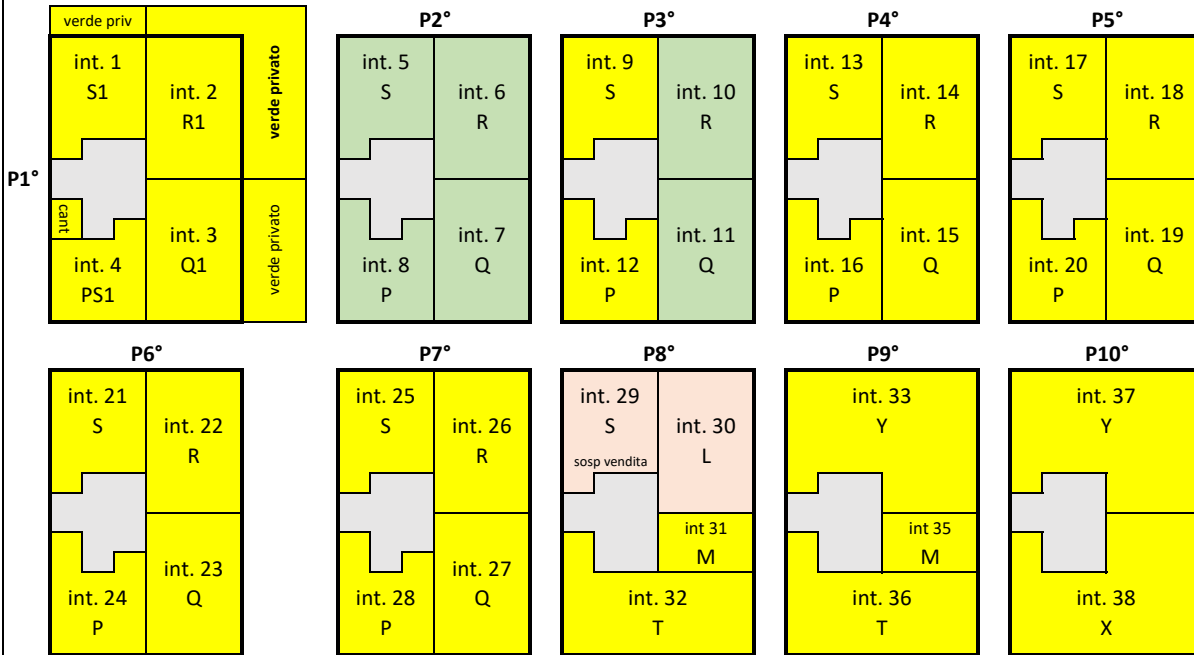 verde priv
P2°
P3°
P4°
P5°
P1°
int. 1
S1
int. 2
R1
verde privato
cant
int. 3
Q1
verde privato
int. 4
PS1
int. 5
S
int. 6
R
int. 7
Q
int. 8
P
int. 9
S
int. 10
R
int. 11
Q
int. 12
P
int. 13
S
int. 14
R
int. 15
Q
int. 16
P
int. 17
S
int. 18
R
int. 19
Q
int. 20
P
P6°
P7°
P8°
P9°
P10°
int. 21
S
int. 22
R
int. 23
Q
int. 24
P
int. 25
S
int. 26
R
int. 27
Q
int. 28
P
int. 29
S
sosp vendita
int. 30
L
int 31
M
int. 32
T
int. 33
Y
int 35
M
int. 36
T
int. 37
Y
int. 38
X